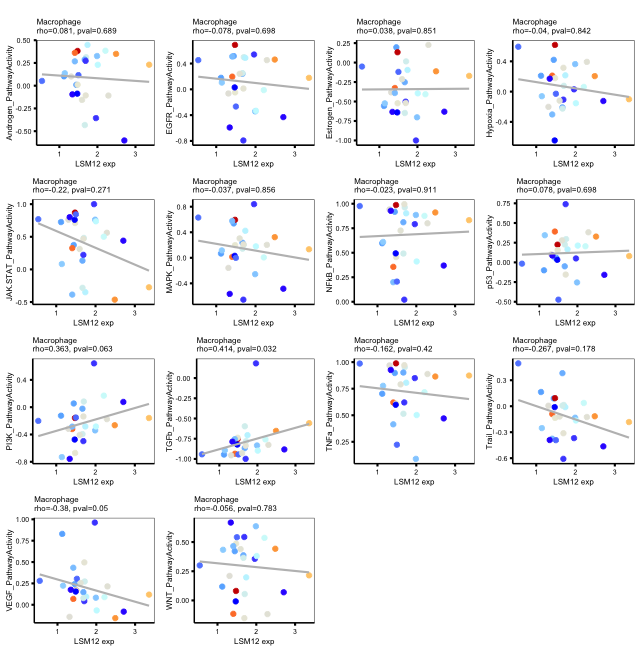 Macrophage
rho=0.081, pval=0.689
Androgen_PathwayActivity
0.50
0.25
0.00
-0.25
-0.50
1 2 3
LSM12 exp
Macrophage
rho=-0.078, pval=0.698
EGFR_PathwayActivity
0.4
0.0
-0.4
-0.8
1 2 3
LSM12 exp
Macrophage
rho=0.038, pval=0.851
Estrogen_PathwayActivity
0.25
0.00
-0.25
-0.50
-0.75
-1.00
1 2 3
LSM12 exp
Macrophage
rho=-0.04, pval=0.842
Hypoxia_PathwayActivity
0.6
0.3
0.0
-0.3
-0.6
1 2 3
LSM12 exp
Macrophage
rho=-0.22, pval=0.271
JAK.STAT_PathwayActivity
1.0
0.5
0.0
-0.5
1 2 3
LSM12 exp
Macrophage
rho=-0.037, pval=0.856
MAPK_PathwayActivity
0.8
0.4
0.0
-0.4
1 2 3
LSM12 exp
Macrophage
rho=-0.023, pval=0.911
NFkB_PathwayActivity
1.00
0.75
0.50
0.25
0.00
1 2 3
LSM12 exp
Macrophage
rho=0.078, pval=0.698
p53_PathwayActivity
0.75
0.50
0.25
0.00
-0.25
-0.50
1 2 3
LSM12 exp
Macrophage
rho=0.363, pval=0.063
PI3K_PathwayActivity
0.4
0.0
-0.4
-0.8
1 2 3
LSM12 exp
Macrophage
rho=0.414, pval=0.032
TGFb_PathwayActivity
0.00
-0.25
-0.50
-0.75
-1.00
1 2 3
LSM12 exp
Macrophage
rho=-0.162, pval=0.42
TNFa_PathwayActivity
1.00
0.75
0.50
0.25
1 2 3
LSM12 exp
Macrophage
rho=-0.267, pval=0.178
Trail_PathwayActivity
0.3
0.0
-0.3
-0.6
1 2 3
LSM12 exp
Macrophage
rho=-0.38, pval=0.05
VEGF_PathwayActivity
1.00
0.75
0.50
0.25
0.00
1 2 3
LSM12 exp
Macrophage
rho=-0.056, pval=0.783
WNT_PathwayActivity
0.50
0.25
0.00
1 2 3
LSM12 exp